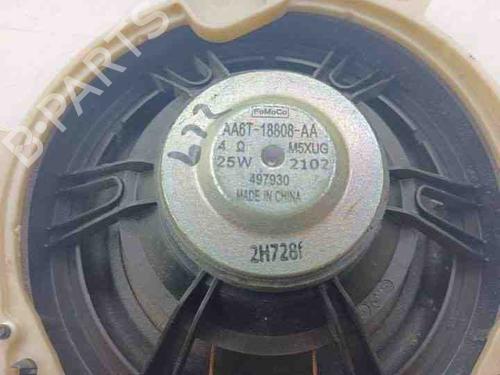 FoMoCo
AA6T-18808-AA
4 Ω M5XUG
25W 2102
497930
MADE IN CHINA
2H728f
B-PARTS